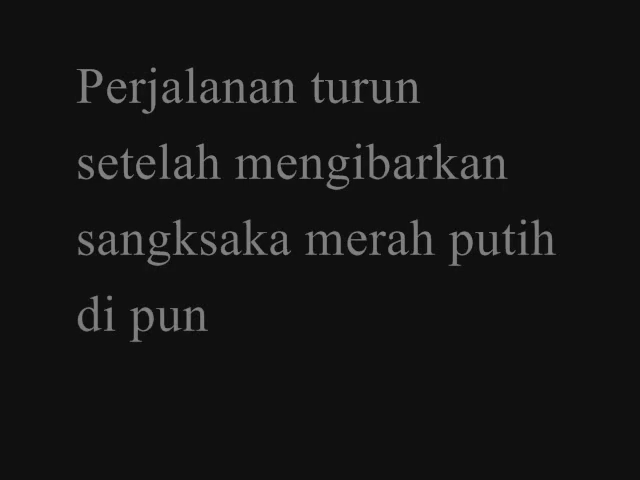 Perjalanan turun
setelah mengibarkan
sangksaka merah putih
di pun